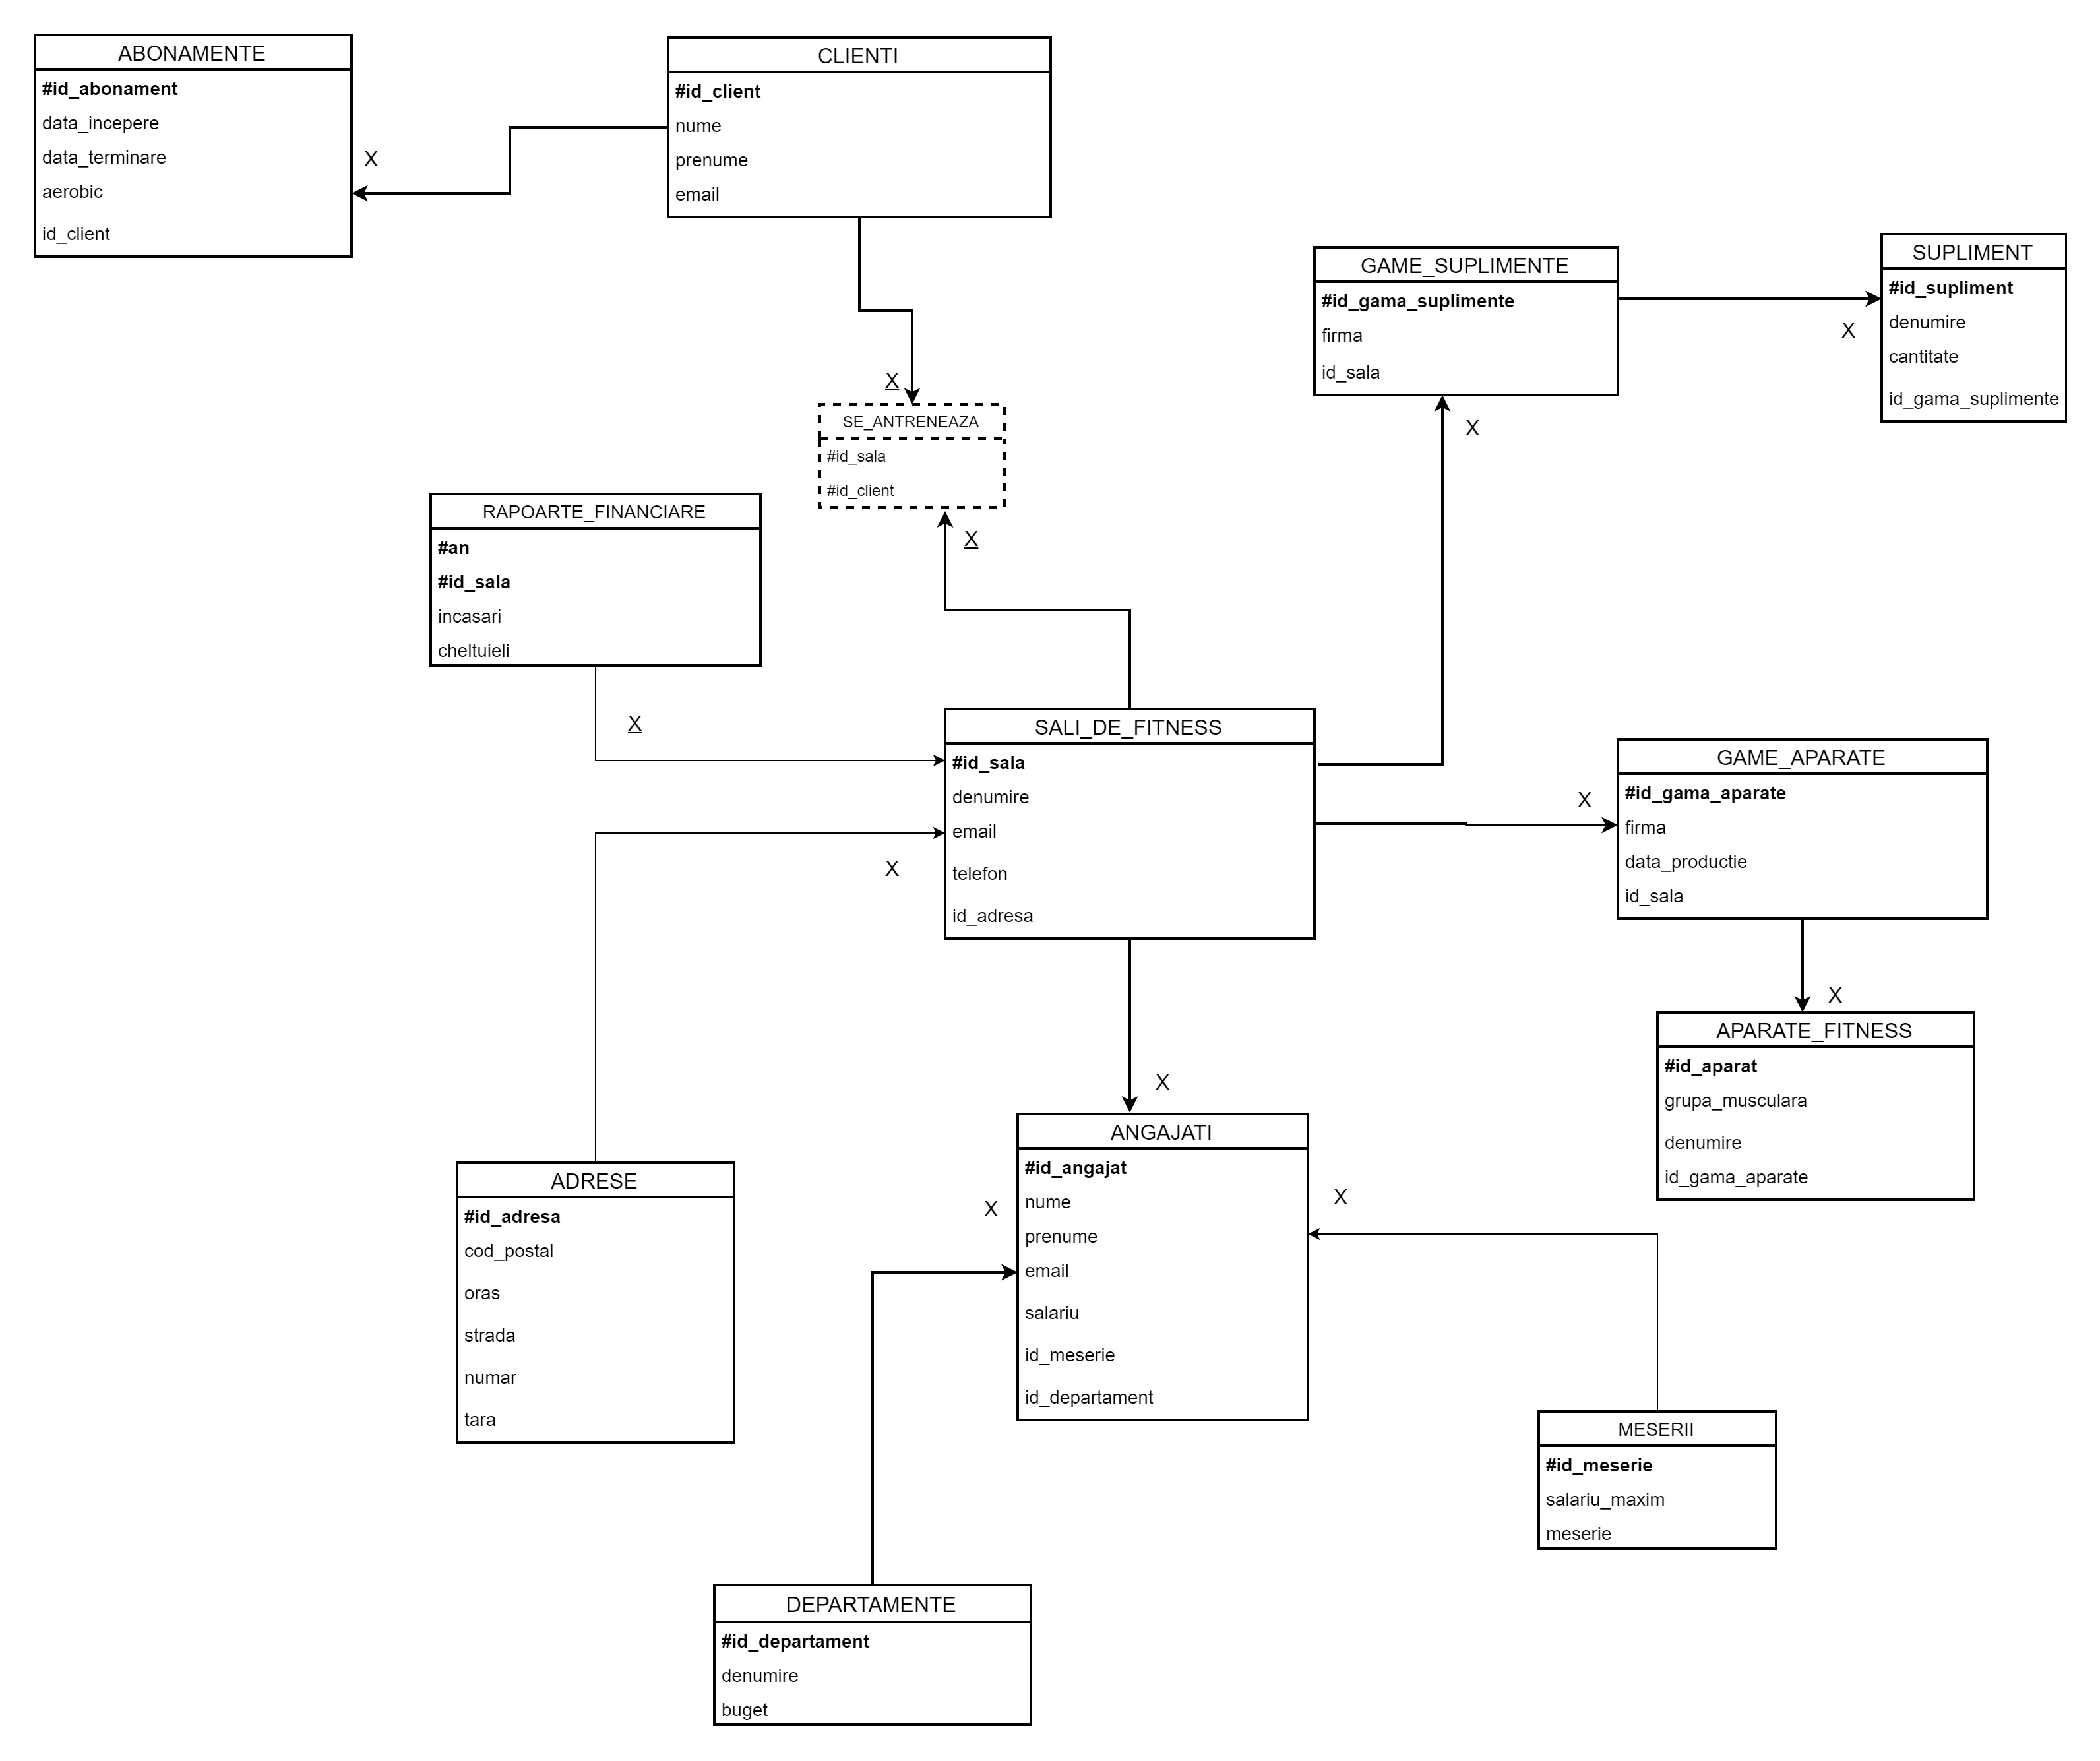 ABONAMENTE
#id_abonament
data_incepere
data_terminare
aerobic
id_client
X
CLIENTI
#id_client
nume
prenume
email
X
SE_ANTRENEAZA
#id_sala
#id_client
X
GAME_SUPLIMENTE
#id_gama_suplimente
firma
id_sala
X
SUPLIMENT
#id_supliment
denumire
cantitate
id_gama_suplimente
X
RAPOARTE_FINANCIARE
#an
#id_sala
incasari
cheltuieli
X
SALI_DE_FITNESS
#id_sala
denumire
email
telefon
id_adresa
X
X
GAME_APARATE
#id_gama_aparate
firma
data_productie
id_sala
X
APARATE_FITNESS
#id_aparat
grupa_musculara
denumire
id_gama_aparate
X
ANGAJATI
#id_angajat
nume
prenume
email
salariu
id_meserie
id_departament
X
X
ADRESE
#id_adresa
cod_postal
oras
strada
numar
tara
MESERII
#id_meserie
salariu_maxim
meserie
DEPARTAMENTE
#id_departament
denumire
buget